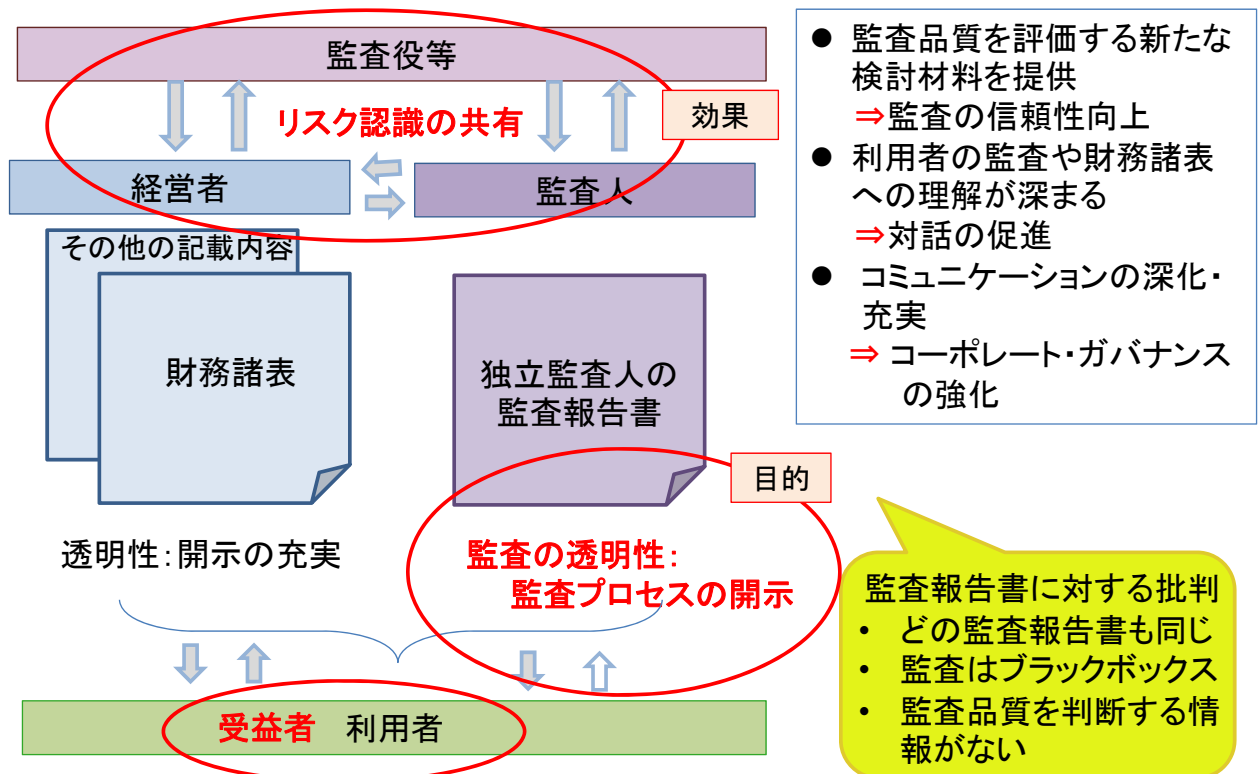 監査役等
リスク認識の共有
効果
経営者
監査人
その他の記載内容
財務諸表
独立監査人の
監査報告書
目的
透明性：開示の充実
監査の透明性：
監査プロセスの開示
受益者 利用者
● 監査品質を評価する新たな
検討材料を提供
⇒監査の信頼性向上
● 利用者の監査や財務諸表
への理解が深まる
⇒対話の促進
● コミュニケーションの深化・
充実
⇒ コーポレート・ガバナンス
の強化
監査報告書に対する批判
• どの監査報告書も同じ
• 監査はブラックボックス
• 監査品質を判断する情
報がない